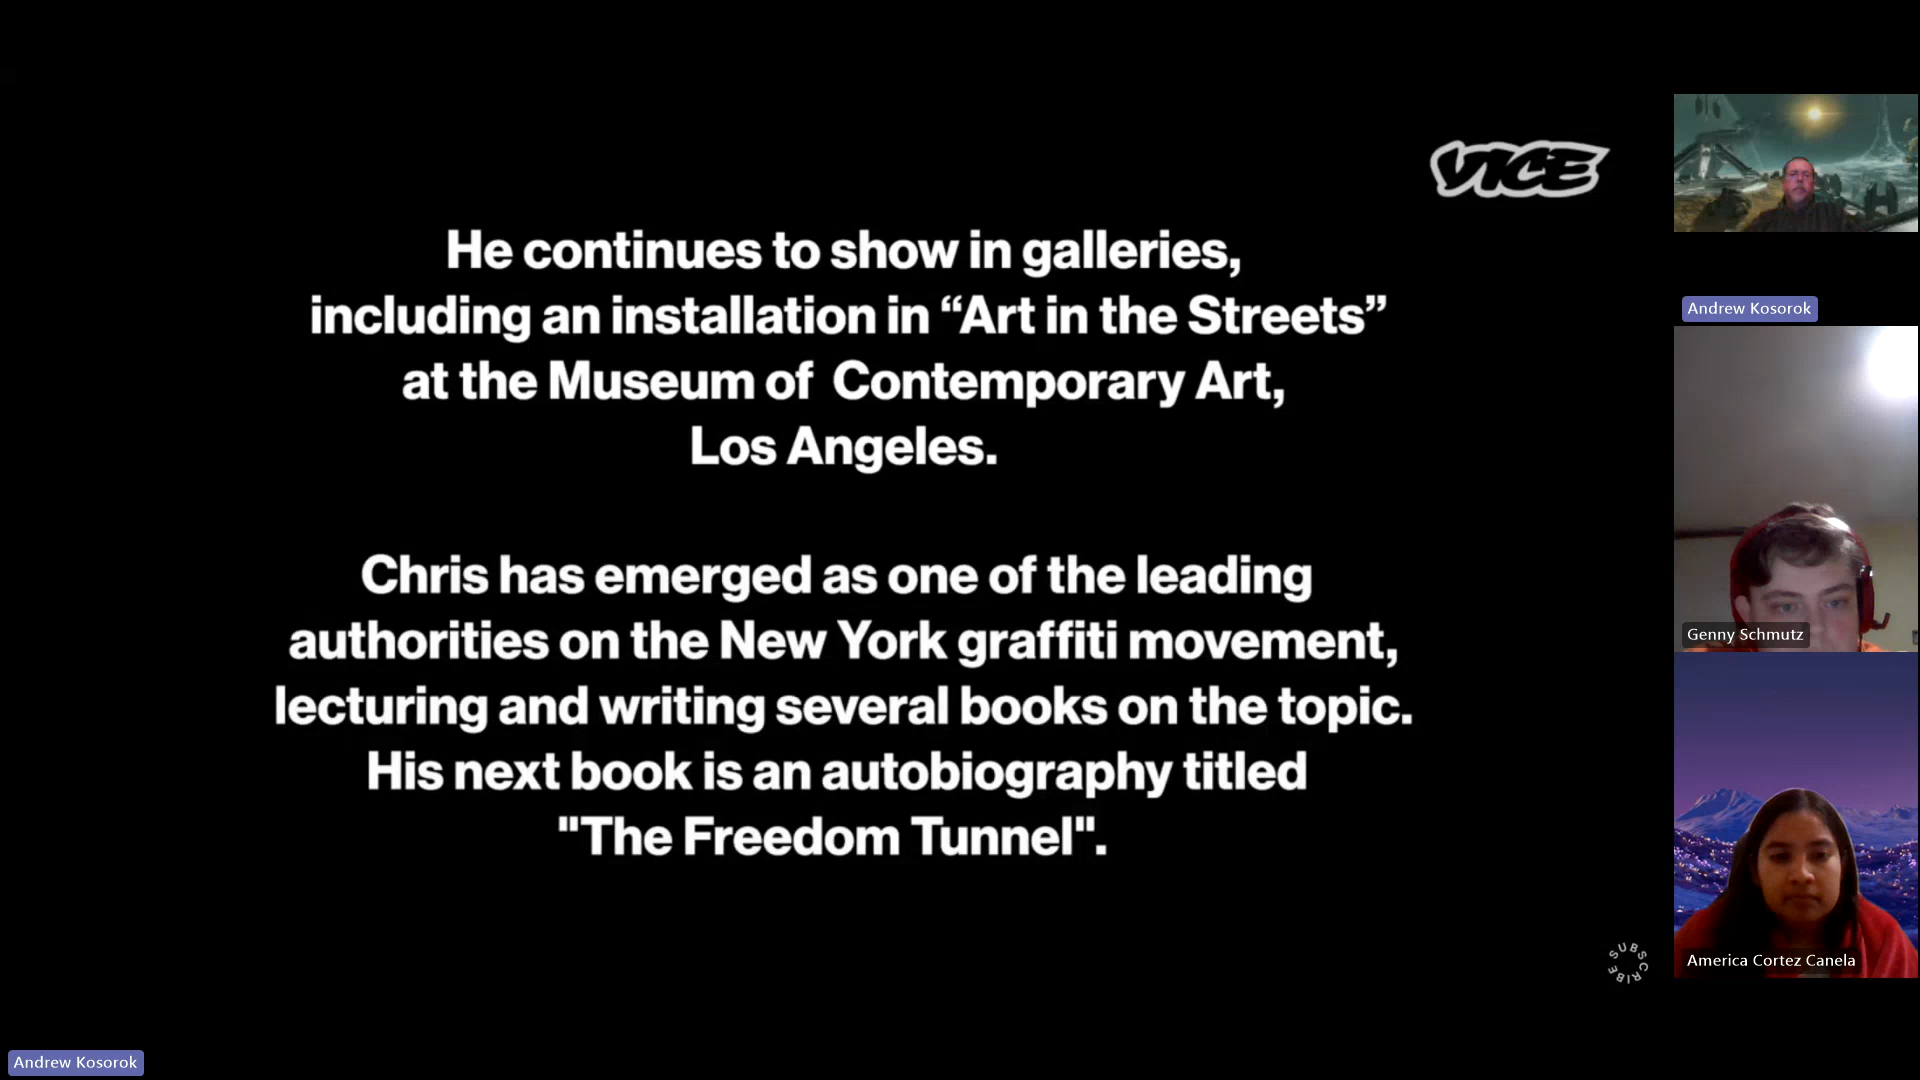 VICE
He continues to show in galleries,
including an installation in “Art in the Streets”
at the Museum of Contemporary Art,
Los Angeles.
Chris has emerged as one of the leading
authorities on the New York graffiti movement,
lecturing and writing several books on the topic.
His next book is an autobiography titled
"The Freedom Tunnel".
SUBSCRIBE
Andrew Kosorok
Andrew Kosorok
Genny Schmutz
America Cortez Canela